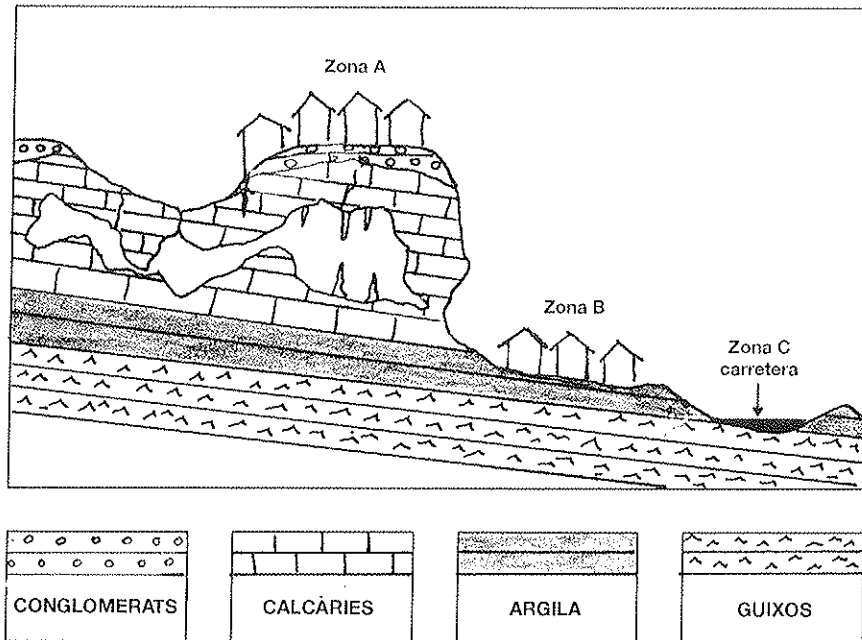 Zona A
Zona B
Zona C
carretera
CONGLOMERATS
CALCÀRIES
ARGILA
GUIXOS